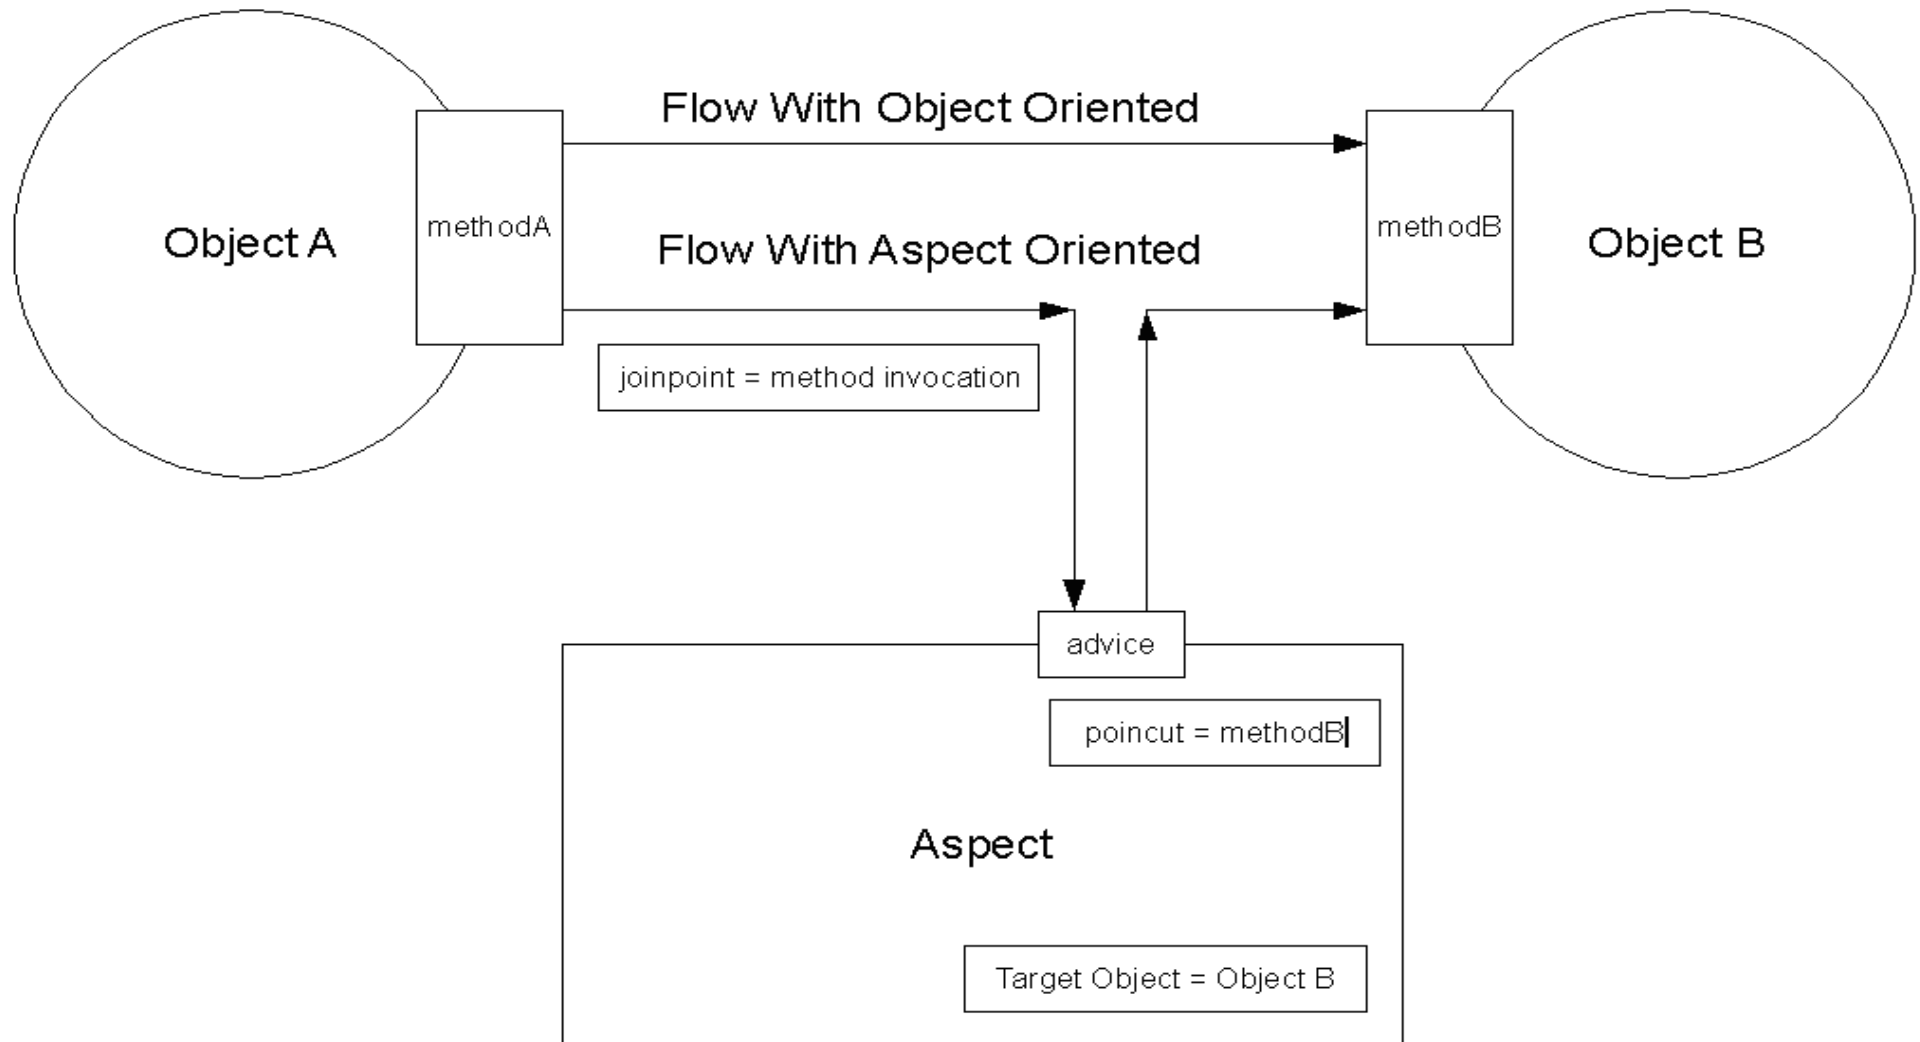 Flow With Object Oriented
Object A
methodA
methodB
Object B
Flow With Aspect Oriented
joinpoint = method invocation
advice
poincut = methodB
Aspect
Target Object = Object B